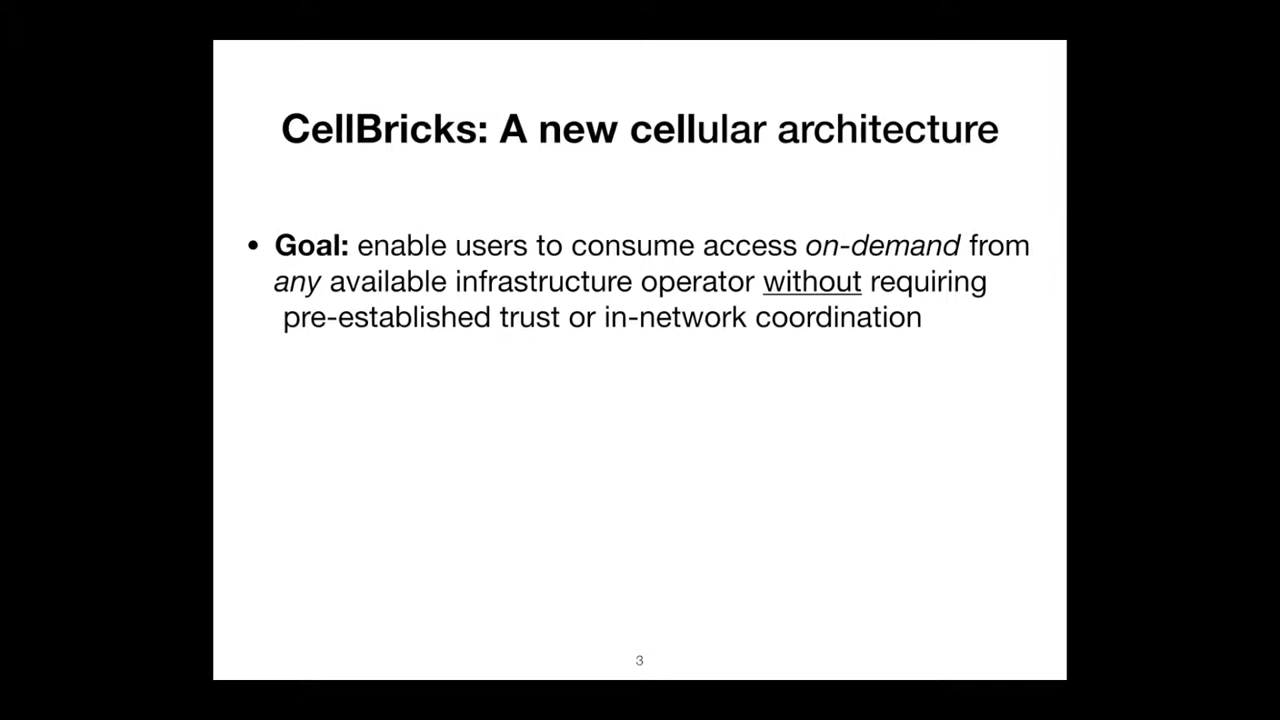 CellBricks: A new cellular architecture
• Goal: enable users to consume access on-demand from
any available infrastructure operator without requiring
pre-established trust or in-network coordination
3